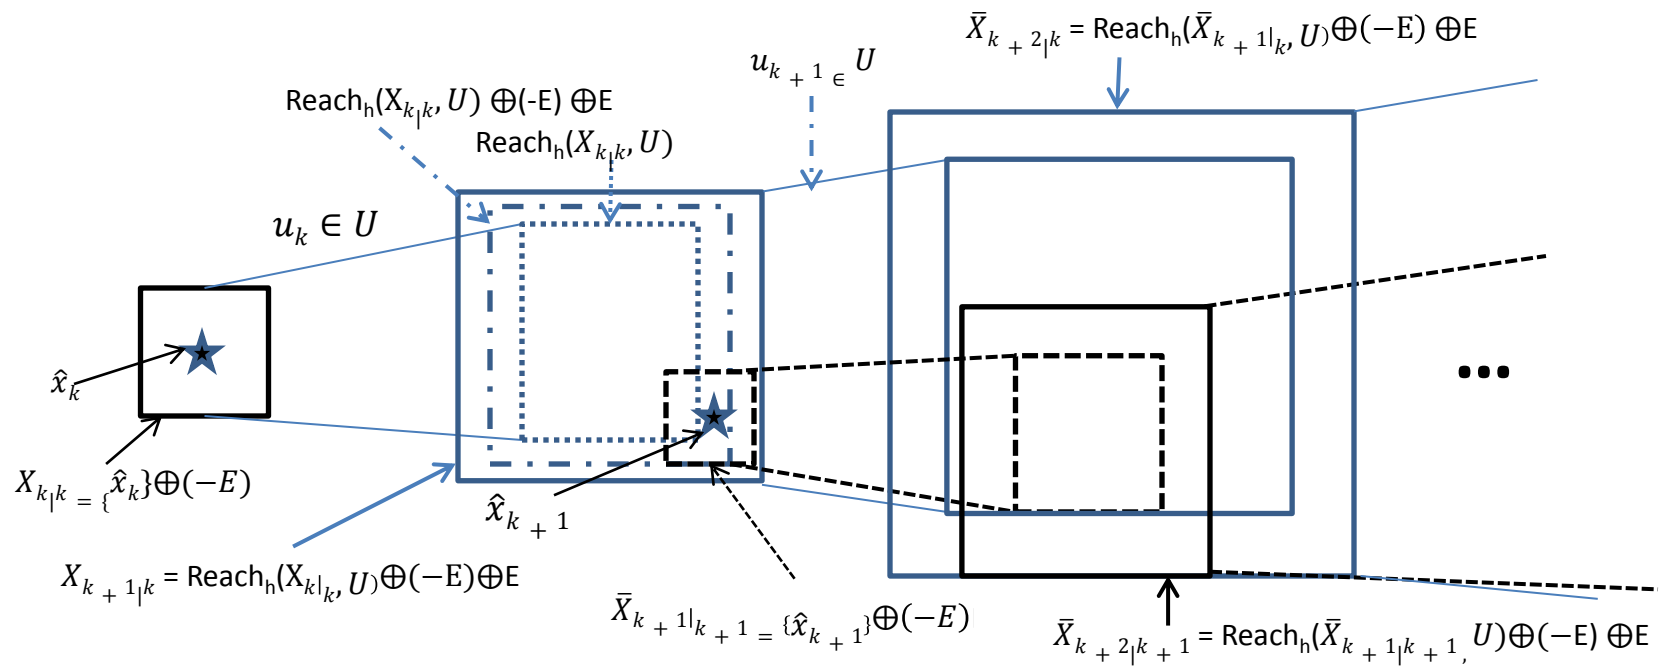 X̄ₖ ₊ ₂|ₖ = Reachₕ(X̄ₖ ₊ ₁|ₖ, U)⊕(−E) ⊕E
uₖ ₊ ₁ ∈ U
Reachₕ(Xₖ|ₖ, U) ⊕(-E) ⊕E
Reachₕ(Xₖ|ₖ, U)
uₖ ∈ U
x̂ₖ
...
Xₖ|ₖ = {x̂ₖ}⊕(−E)
x̂ₖ ₊ ₁
Xₖ ₊ ₁|ₖ = Reachₕ(Xₖ|ₖ, U)⊕(−E)⊕E
X̄ₖ ₊ ₁|ₖ ₊ ₁ = {x̂ₖ ₊ ₁}⊕(−E)
X̄ₖ ₊ ₂|ₖ ₊ ₁ = Reachₕ(X̄ₖ ₊ ₁|ₖ ₊ ₁, U)⊕(−E) ⊕E